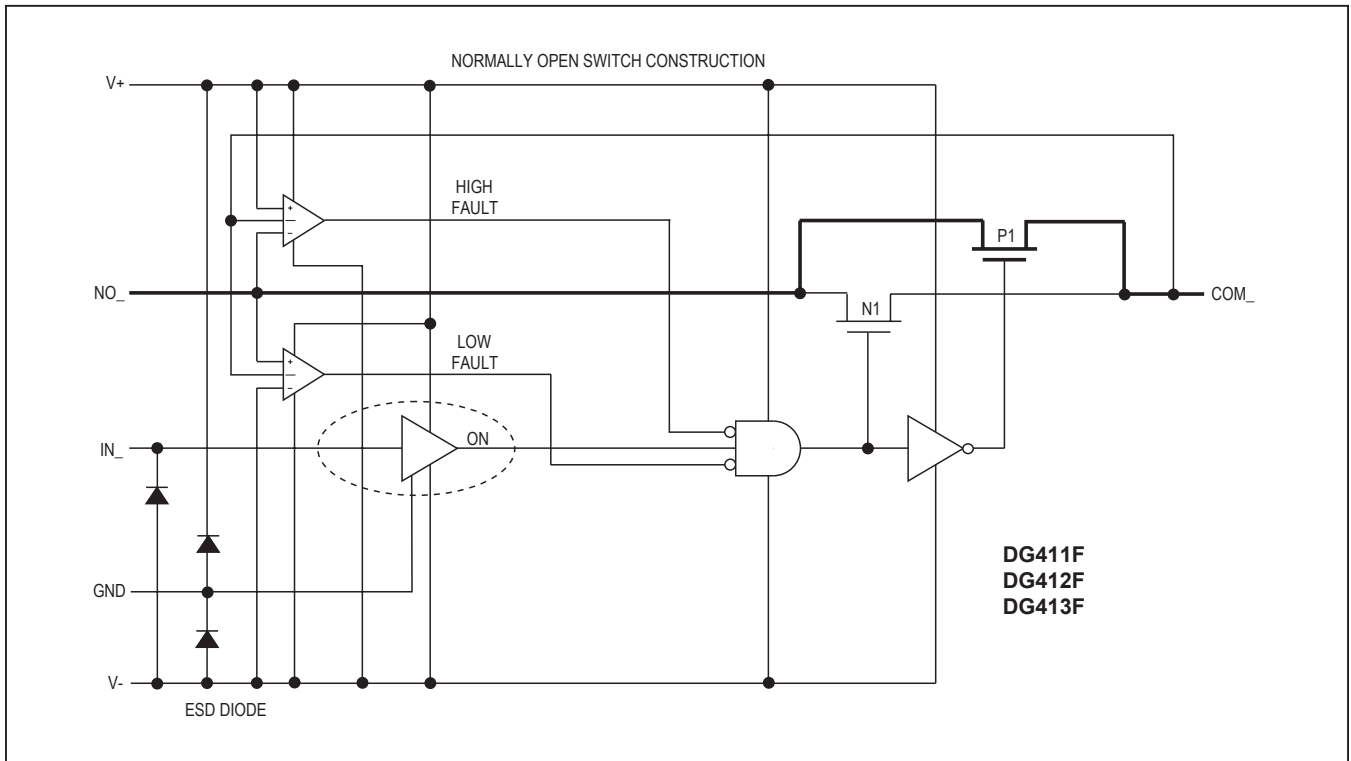 NORMALLY OPEN SWITCH CONSTRUCTION
V+
HIGH
FAULT
+
−
−
P1
NO_
COM_
N1
LOW
FAULT
+
−
−
IN_
ON
DG411F
DG412F
DG413F
GND
V-
ESD DIODE